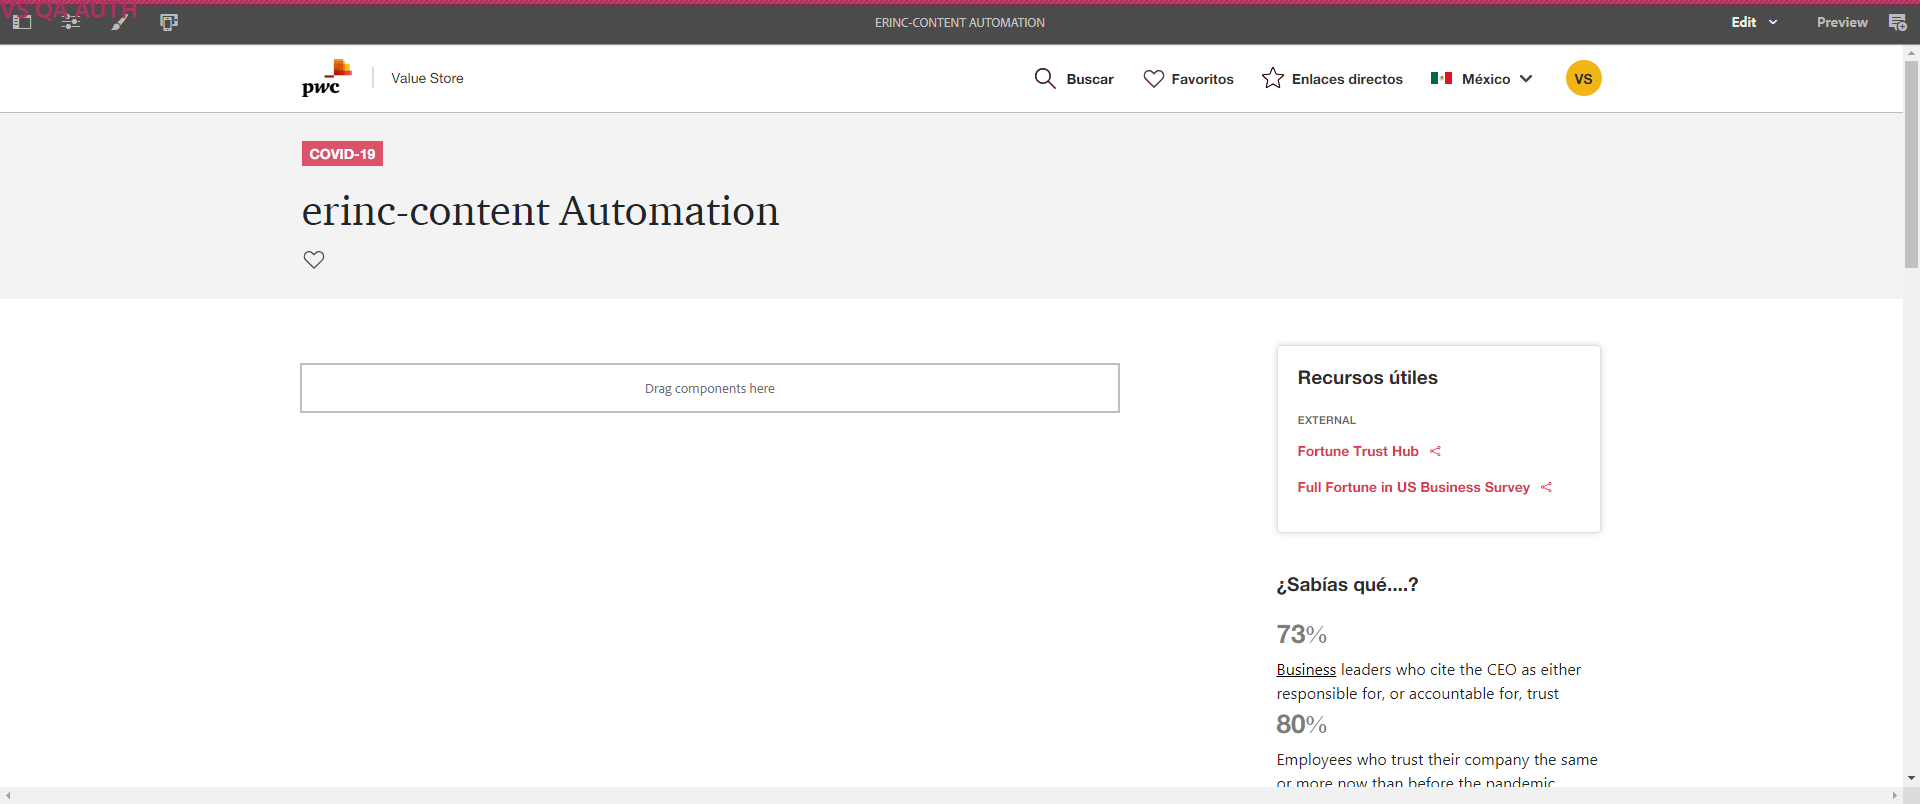 VS QA AUTH
ERINC-CONTENT AUTOMATION
Edit
Preview
pwc
Value Store
Buscar
Favoritos
Enlaces directos
México
VS
COVID-19
erinc-content Automation
Drag components here
Recursos útiles
EXTERNAL
Fortune Trust Hub
Full Fortune in US Business Survey
¿Sabías qué....?
73%
Business leaders who cite the CEO as either
responsible for, or accountable for, trust
80%
Employees who trust their company the same
or more now than before the pandemic